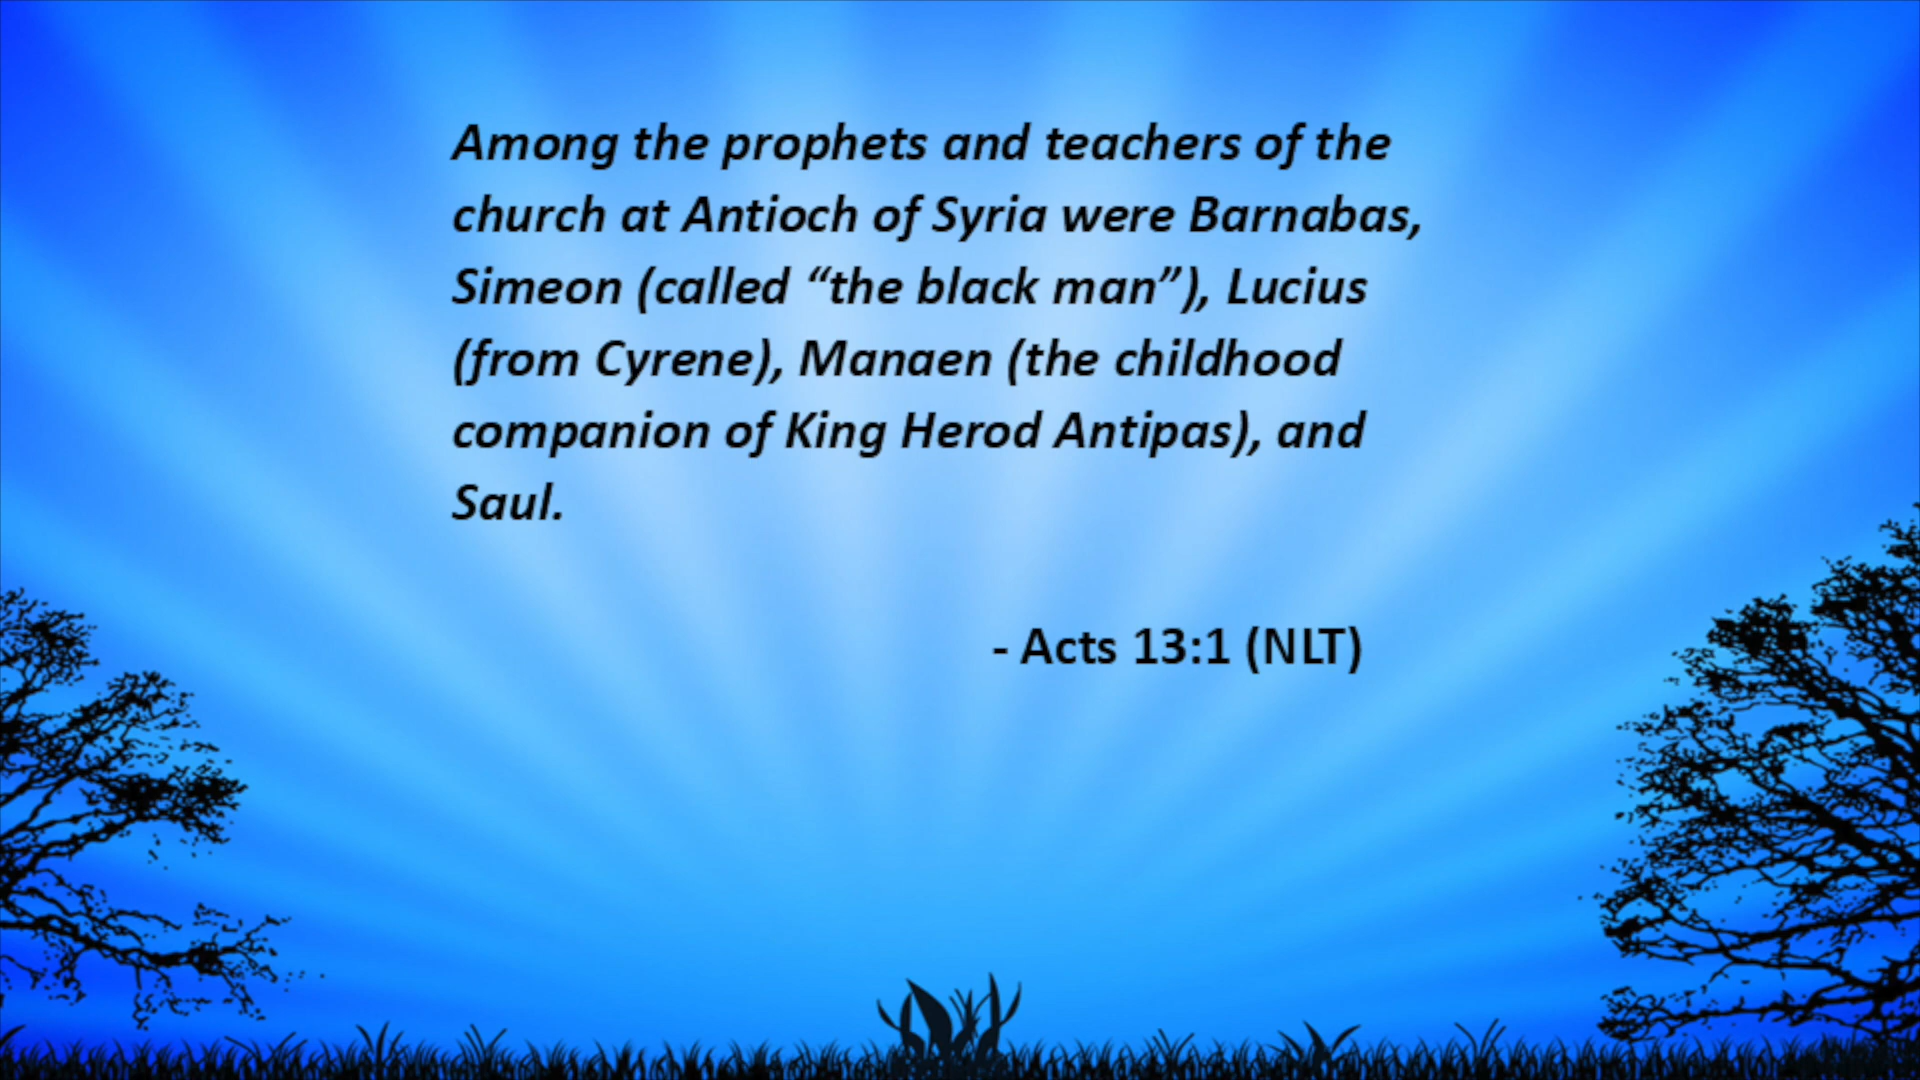 Among the prophets and teachers of the
church at Antioch of Syria were Barnabas,
Simeon (called “the black man”), Lucius
(from Cyrene), Manaen (the childhood
companion of King Herod Antipas), and
Saul.
- Acts 13:1 (NLT)